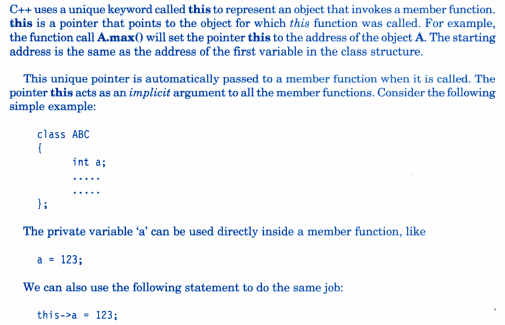 C++ uses a unique keyword called this to represent an object that invokes a member function.
this is a pointer that points to the object for which this function was called. For example,
the function call A.max() will set the pointer this to the address of the object A. The starting
address is the same as the address of the first variable in the class structure.
This unique pointer is automatically passed to a member function when it is called. The
pointer this acts as an implicit argument to all the member functions. Consider the following
simple example:
class ABC
{
int a;
.....
.....
};
The private variable ‘a’ can be used directly inside a member function, like
a = 123;
We can also use the following statement to do the same job:
this->a = 123;